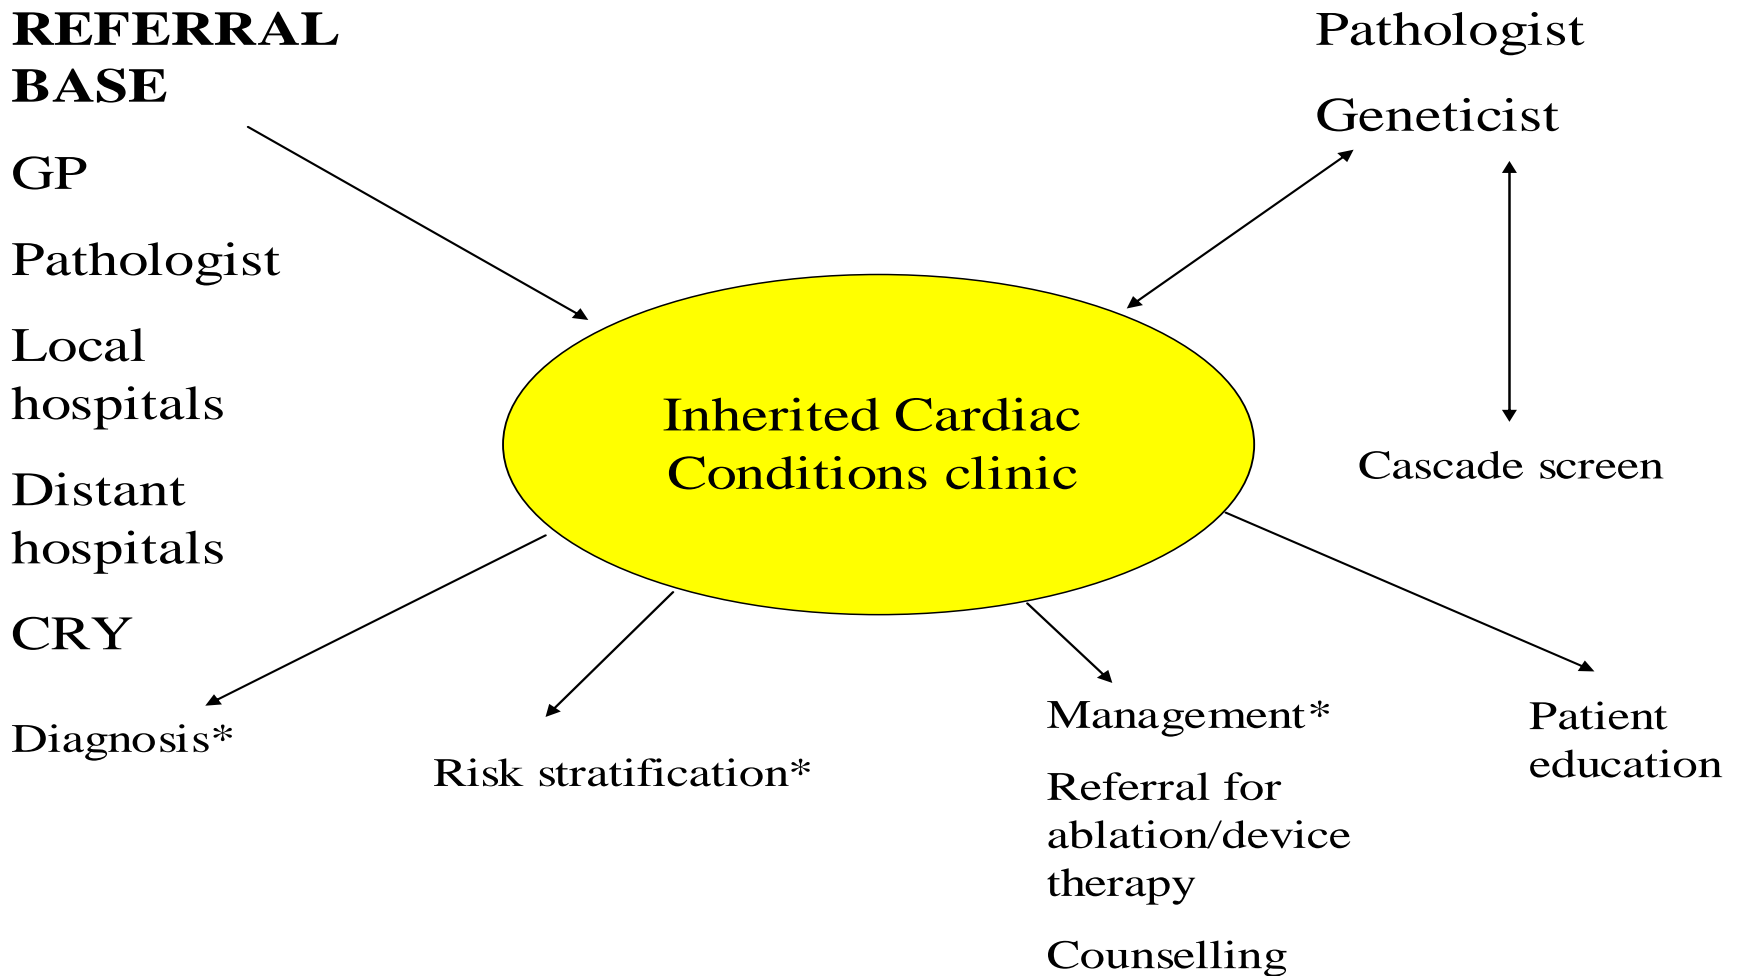 REFERRAL
BASE
GP
Pathologist
Local
hospitals
Distant
hospitals
CRY
Pathologist
Geneticist
Inherited Cardiac
Conditions clinic
Cascade screen
Diagnosis*
Risk stratification*
Management*
Referral for
ablation/device
therapy
Counselling
Patient
education